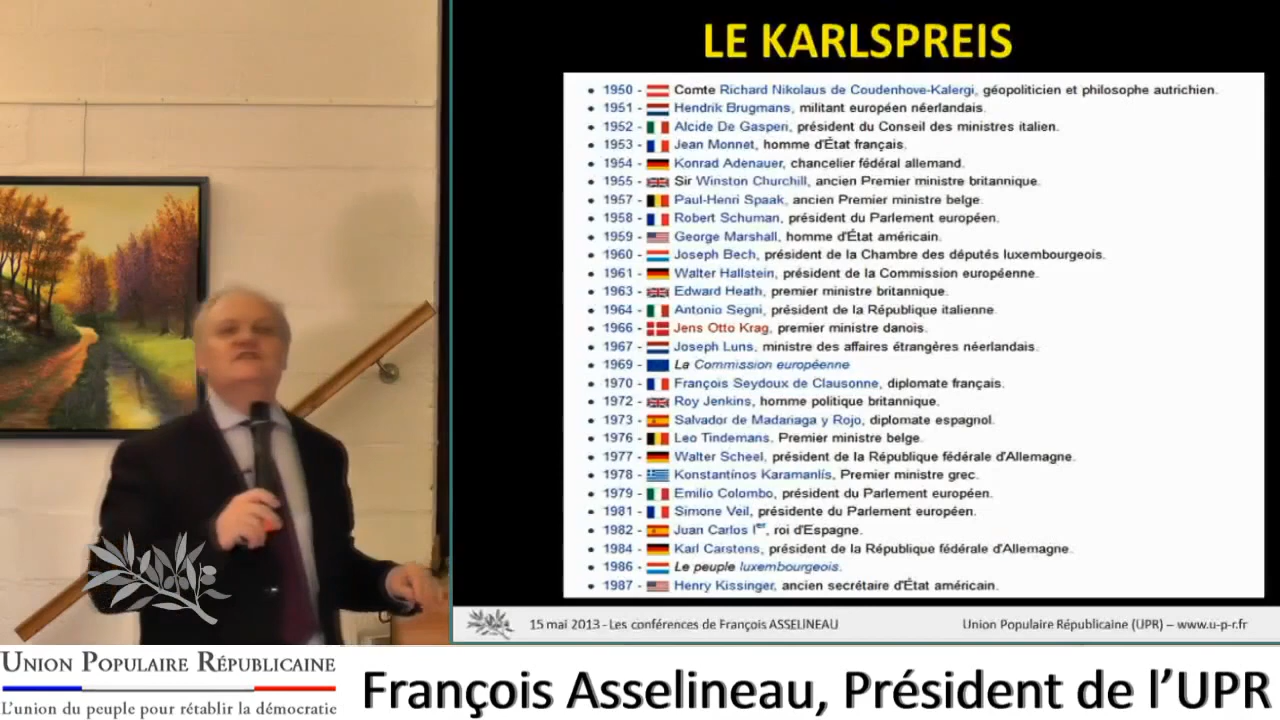 LE KARLSPREIS
• 1950 - Comte Richard Nikolaus de Coudenhove-Kalergi, géopoliticien et philosophe autrichien.
• 1951 - Hendrik Brugmans, militant européen néerlandais.
• 1952 - Alcide De Gasperi, président du Conseil des ministres italien.
• 1953 - Jean Monnet, homme d'État français.
• 1954 - Konrad Adenauer, chancelier fédéral allemand.
• 1955 - Sir Winston Churchill, ancien Premier ministre britannique.
• 1957 - Paul-Henri Spaak, ancien Premier ministre belge.
• 1958 - Robert Schuman, président du Parlement européen.
• 1959 - George Marshall, homme d'État américain.
• 1960 - Joseph Bech, président de la Chambre des députés luxembourgeois.
• 1961 - Walter Hallstein, président de la Commission européenne.
• 1963 - Edward Heath, premier ministre britannique.
• 1964 - Antonio Segni, président de la République italienne.
• 1966 - Jens Otto Krag, premier ministre danois.
• 1967 - Joseph Luns, ministre des affaires étrangères néerlandais.
• 1969 - La Commission européenne
• 1970 - François Seydoux de Clausonne, diplomate français.
• 1972 - Roy Jenkins, homme politique britannique.
• 1973 - Salvador de Madariaga y Rojo, diplomate espagnol.
• 1976 - Leo Tindemans, Premier ministre belge.
• 1977 - Walter Scheel, président de la République fédérale d'Allemagne.
• 1978 - Konstantínos Karamanlís, Premier ministre grec.
• 1979 - Emilio Colombo, président du Parlement européen.
• 1981 - Simone Veil, présidente du Parlement européen.
• 1982 - Juan Carlos Ier, roi d'Espagne.
• 1984 - Karl Carstens, président de la République fédérale d'Allemagne.
• 1986 - Le peuple luxembourgeois.
• 1987 - Henry Kissinger, ancien secrétaire d'État américain.
15 mai 2013 - Les conférences de François ASSELINEAU
Union Populaire Républicaine (UPR) – www.u-p-r.fr
UNION POPULAIRE RÉPUBLICAINE
L'union du peuple pour rétablir la démocratie
François Asselineau, Président de l'UPR